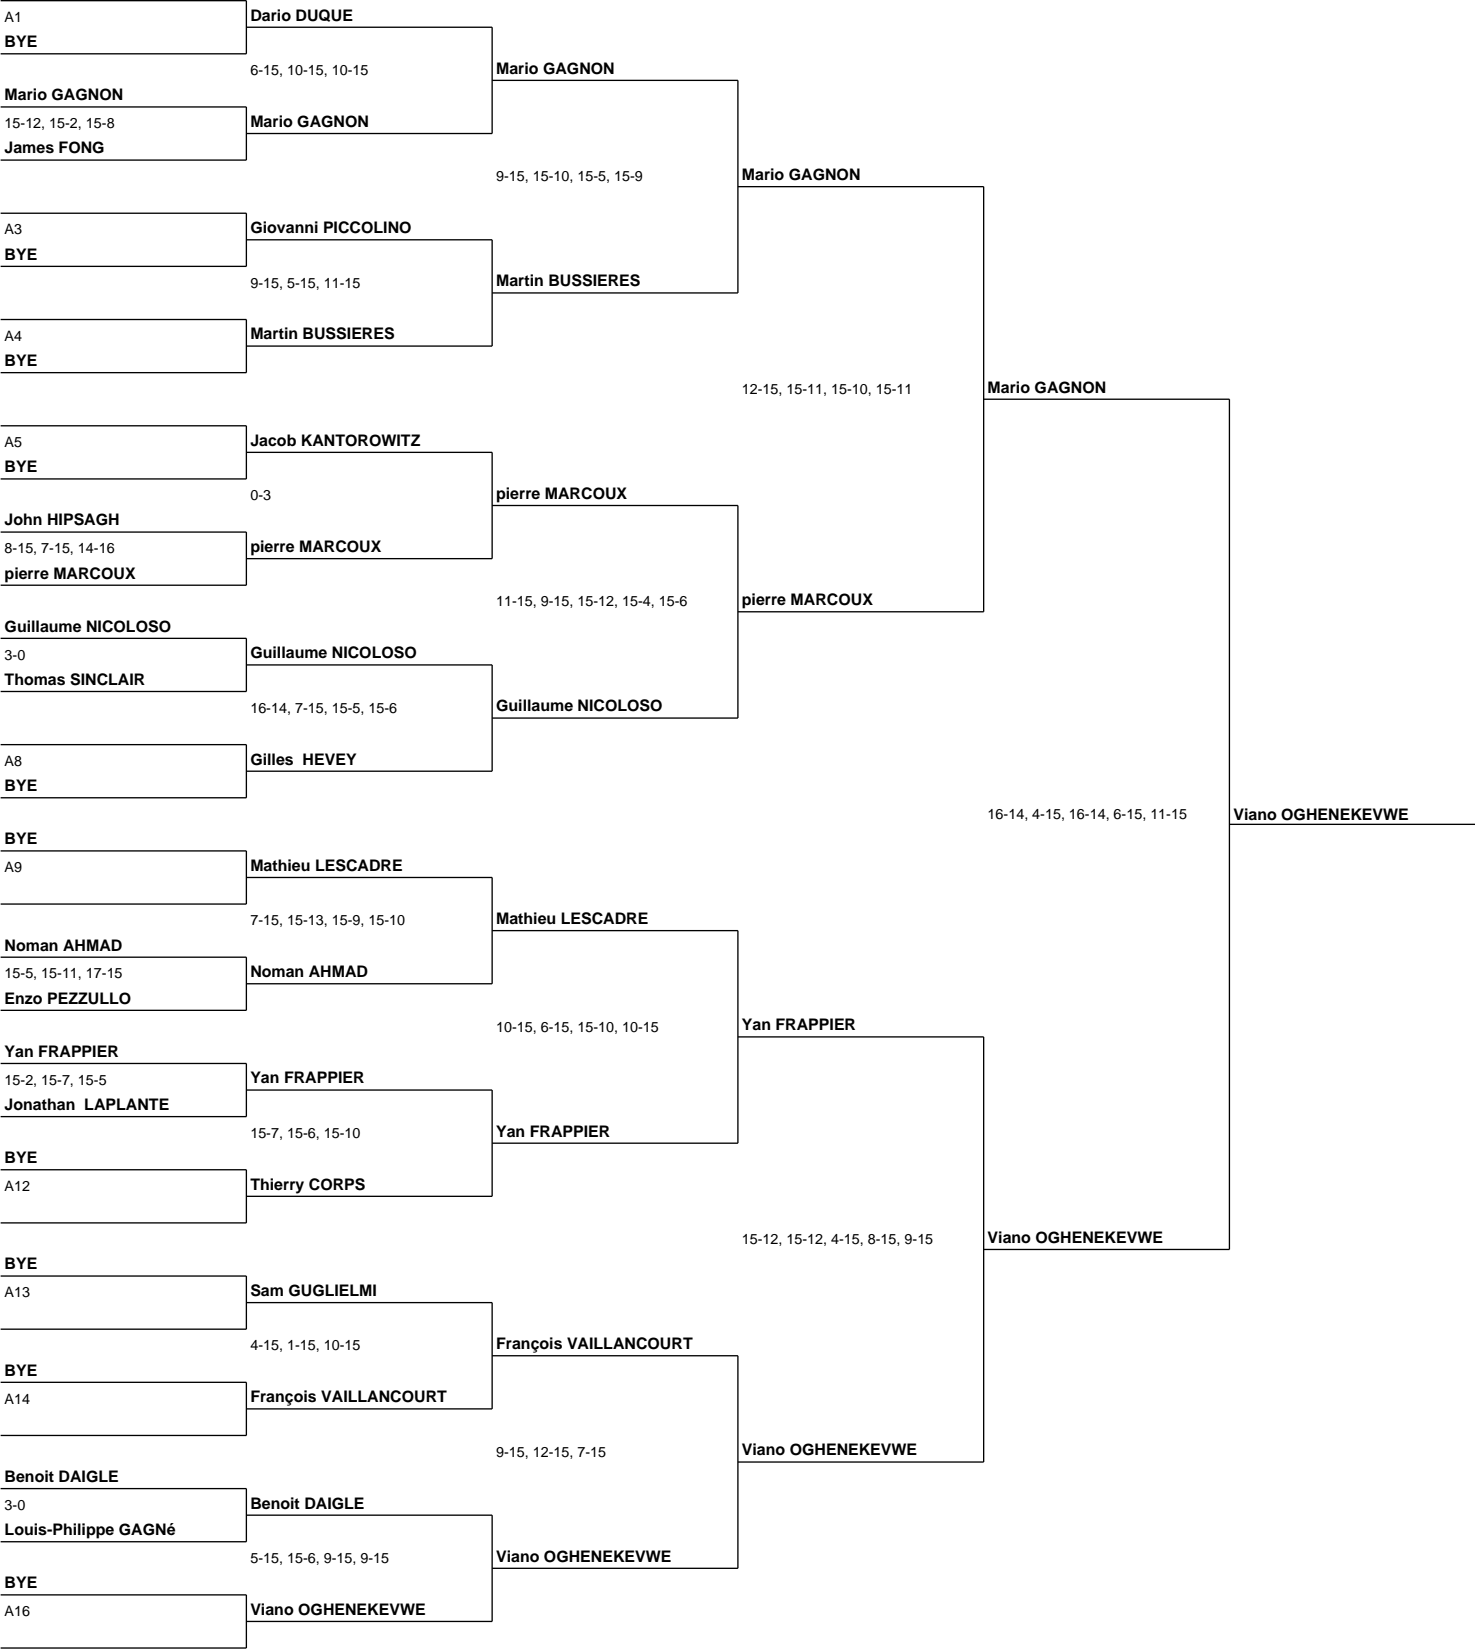 A1
Dario DUQUE
BYE
6-15, 10-15, 10-15
Mario GAGNON
Mario GAGNON
15-12, 15-2, 15-8
Mario GAGNON
James FONG
9-15, 15-10, 15-5, 15-9
Mario GAGNON
A3
Giovanni PICCOLINO
BYE
9-15, 5-15, 11-15
Martin BUSSIERES
A4
Martin BUSSIERES
BYE
12-15, 15-11, 15-10, 15-11
Mario GAGNON
A5
Jacob KANTOROWITZ
BYE
0-3
pierre MARCOUX
John HIPSAGH
8-15, 7-15, 14-16
pierre MARCOUX
pierre MARCOUX
11-15, 9-15, 15-12, 15-4, 15-6
pierre MARCOUX
Guillaume NICOLOSO
3-0
Guillaume NICOLOSO
Thomas SINCLAIR
16-14, 7-15, 15-5, 15-6
Guillaume NICOLOSO
A8
Gilles  HEVEY
BYE
16-14, 4-15, 16-14, 6-15, 11-15
Viano OGHENEKEVWE
BYE
A9
Mathieu LESCADRE
7-15, 15-13, 15-9, 15-10
Mathieu LESCADRE
Noman AHMAD
15-5, 15-11, 17-15
Noman AHMAD
Enzo PEZZULLO
10-15, 6-15, 15-10, 10-15
Yan FRAPPIER
Yan FRAPPIER
15-2, 15-7, 15-5
Yan FRAPPIER
Jonathan  LAPLANTE
15-7, 15-6, 15-10
Yan FRAPPIER
BYE
A12
Thierry CORPS
15-12, 15-12, 4-15, 8-15, 9-15
Viano OGHENEKEVWE
BYE
A13
Sam GUGLIELMI
4-15, 1-15, 10-15
François VAILLANCOURT
BYE
A14
François VAILLANCOURT
9-15, 12-15, 7-15
Viano OGHENEKEVWE
Benoit DAIGLE
3-0
Benoit DAIGLE
Louis-Philippe GAGNé
5-15, 15-6, 9-15, 9-15
Viano OGHENEKEVWE
BYE
A16
Viano OGHENEKEVWE